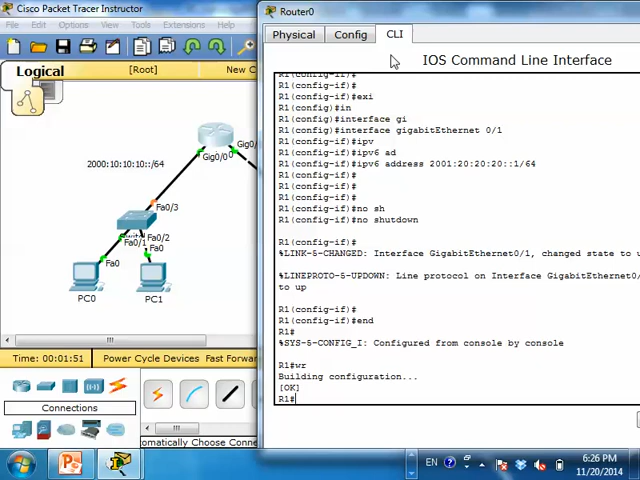 Cisco Packet Tracer Instructor
File Edit Options View Tools Extensions Help
Logical
[Root]
New C
2000:10:10:10::/64
Gig0/0
Gig0/
Fa0/3
Fa0/2
Fa0/1
Fa0
Fa0
PC0
PC1
Time: 00:01:51
Power Cycle Devices Fast Forwar
Connections
utomatically Choose Conne
Router0
Physical
Config
CLI
IOS Command Line Interface
R1(config-if)#
R1(config-if)#
R1(config-if)#exi
R1(config)#in
R1(config)#interface gi
R1(config)#interface gigabitEthernet 0/1
R1(config-if)#ipv
R1(config-if)#ipv6 ad
R1(config-if)#ipv6 address 2001:20:20:20::1/64
R1(config-if)#
R1(config-if)#
R1(config-if)#
R1(config-if)#no sh
R1(config-if)#no shutdown
R1(config-if)#
%LINK-5-CHANGED: Interface GigabitEthernet0/1, changed state to u
%LINEPROTO-5-UPDOWN: Line protocol on Interface GigabitEthernet0/
to up
R1(config-if)#
R1(config-if)#end
R1#
%SYS-5-CONFIG_I: Configured from console by console
R1#wr
Building configuration...
[OK]
R1#
EN
6:26 PM
11/20/2014